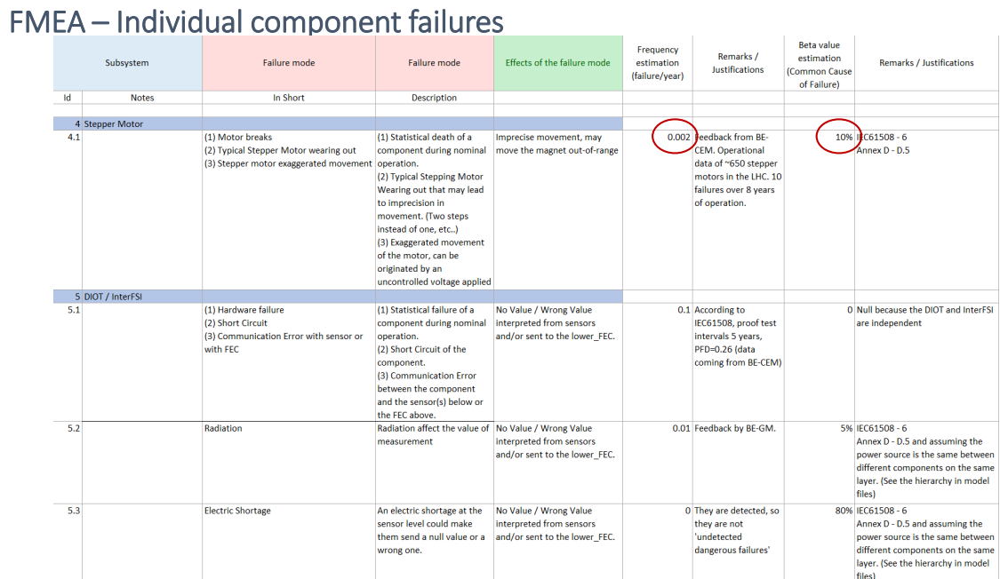 FMEA – Individual component failures
Subsystem
Failure mode
Failure mode
Effects of the failure mode
Frequency
estimation
(failure/year)
Remarks /
Justifications
Beta value
estimation
(Common Cause
of Failure)
Remarks / Justifications
Id
Notes
In Short
Description
4 Stepper Motor
4.1
(1) Motor breaks
(2) Typical Stepper Motor wearing out
(3) Stepper motor exaggerated movement
(1) Statistical death of a
component during nominal
operation.
(2) Typical Stepping Motor
Wearing out that may lead
to imprecision in
movement. (Two steps
instead of one, etc..)
(3) Exaggerated movement
of the motor, can be
originated by an
uncontrolled voltage applied
Imprecise movement, may
move the magnet out-of-range
0.002
Feedback from BE-
CEM. Operational
data of ~650 stepper
motors in the LHC. 10
failures over 8 years
of operation.
10%
IEC61508 - 6
Annex D - D.5
5 DIOT / InterFSI
5.1
(1) Hardware failure
(2) Short Circuit
(3) Communication Error with sensor or
with FEC
(1) Statistical failure of a
component during nominal
operation.
(2) Short Circuit of the
component.
(3) Communication Error
between the component
and the sensor(s) below or
the FEC above.
No Value / Wrong Value
interpreted from sensors
and/or sent to the lower_FEC.
0.1
According to
IEC61508, proof test
intervals 5 years,
PFD=0.26 (data
coming from BE-CEM)
0
Null because the DIOT and InterFSI
are independent
5.2
Radiation
Radiation affect the value of
measurement
No Value / Wrong Value
interpreted from sensors
and/or sent to the lower_FEC.
0.01
Feedback by BE-GM.
5%
IEC61508 - 6
Annex D - D.5 and assuming the
power source is the same between
different components on the same
layer. (See the hierarchy in model
files)
5.3
Electric Shortage
An electric shortage at the
sensor level could make
them send a null value or a
wrong one.
No Value / Wrong Value
interpreted from sensors
and/or sent to the lower_FEC.
0
They are detected, so
they are not
'undetected
dangerous failures'
80%
IEC61508 - 6
Annex D - D.5 and assuming the
power source is the same between
different components on the same
layer. (See the hierarchy in model
files)